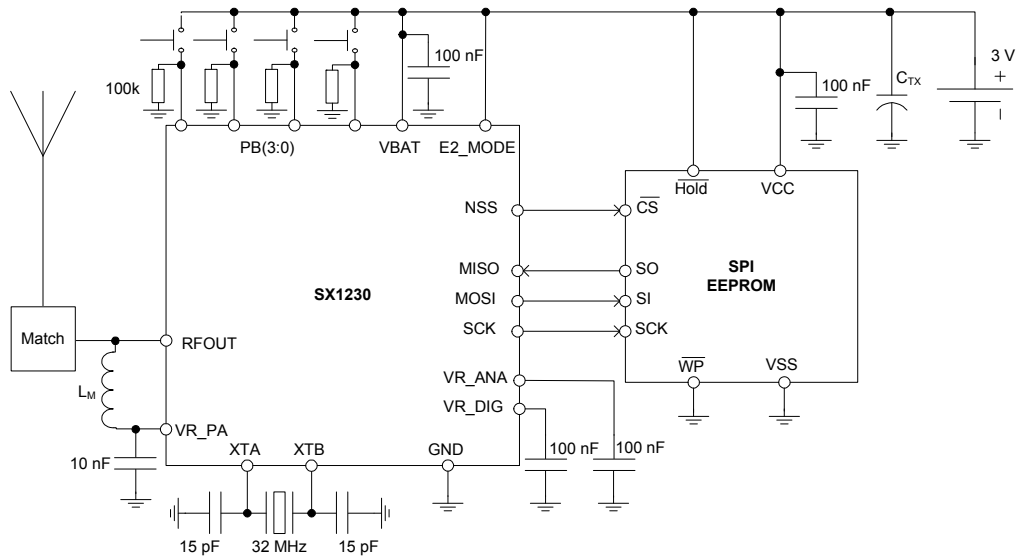 3 V
+
100 nF
100 nF
CTX
100k
PB(3:0)
VBAT
E2_MODE
Hold
VCC
NSS
CS
MISO
SO
SPI
EEPROM
SX1230
MOSI
SI
SCK
SCK
Match
RFOUT
WP
VSS
VR_ANA
LM
VR_DIG
VR_PA
XTA
XTB
GND
10 nF
100 nF
100 nF
15 pF
32 MHz
15 pF